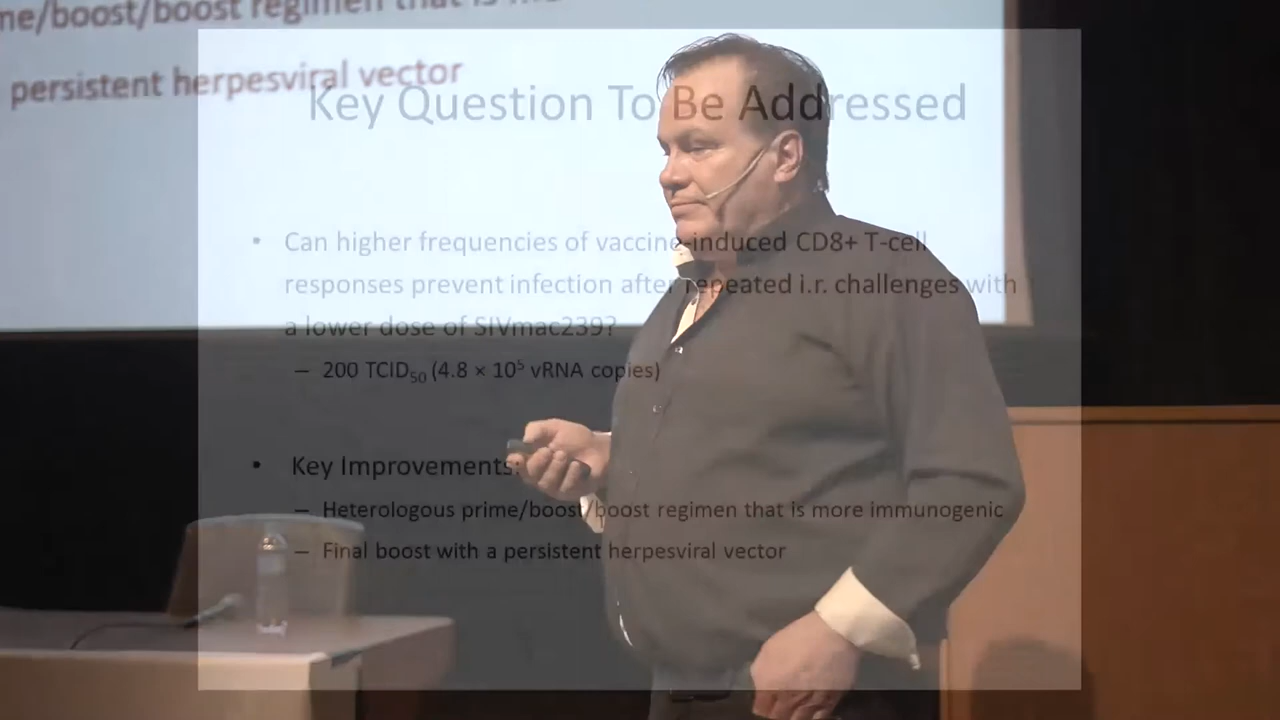 me/boost/boost regimen that is mo
persistent herpesviral vector
Key Question To Be Addressed
• Can higher frequencies of vaccine-induced CD8+ T-cell
responses prevent infection after repeated i.r. challenges with
a lower dose of SIVmac239?
– 200 TCID₅₀ (4.8 × 10⁵ vRNA copies)
• Key Improvements:
– Heterologous prime/boost/boost regimen that is more immunogenic
– Final boost with a persistent herpesviral vector